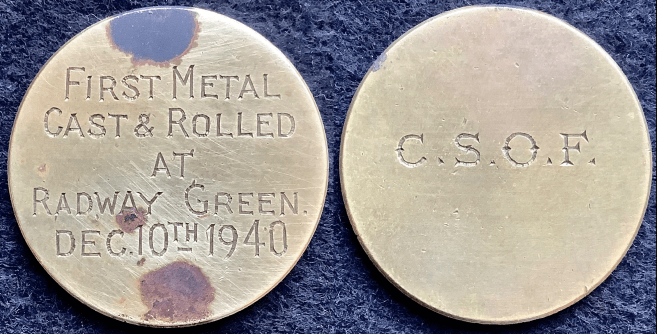 First Metal
Cast & Rolled
at
Radway Green.
Dec. 10TH 1940
C.S.O.F.